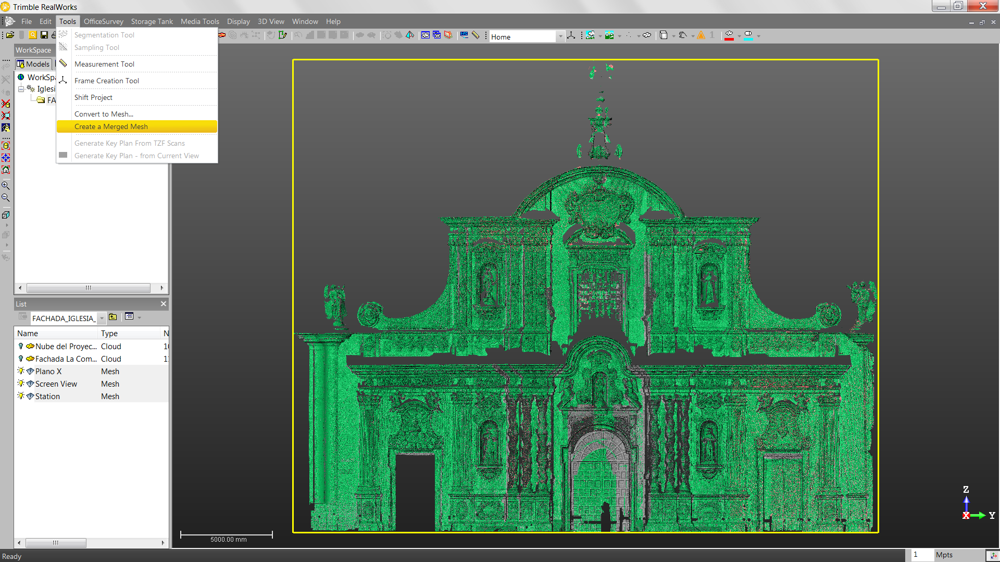 Trimble RealWorks
File Edit Tools OfficeSurvey Storage Tank Media Tools Display 3D View Window Help
Home
1
WorkSpace
Models
WorkSpa
Iglesi
FA
Segmentation Tool
Sampling Tool
Measurement Tool
Frame Creation Tool
Shift Project
Convert to Mesh...
Create a Merged Mesh
Generate Key Plan From TZF Scans
Generate Key Plan - from Current View
List
FACHADA_IGLESIA_
Name Type N
Nube del Proyec... Cloud
Fachada La Com... Cloud
Plano X Mesh
Screen View Mesh
Station Mesh
Z
X Y
5000.00 mm
Ready
1 Mpts